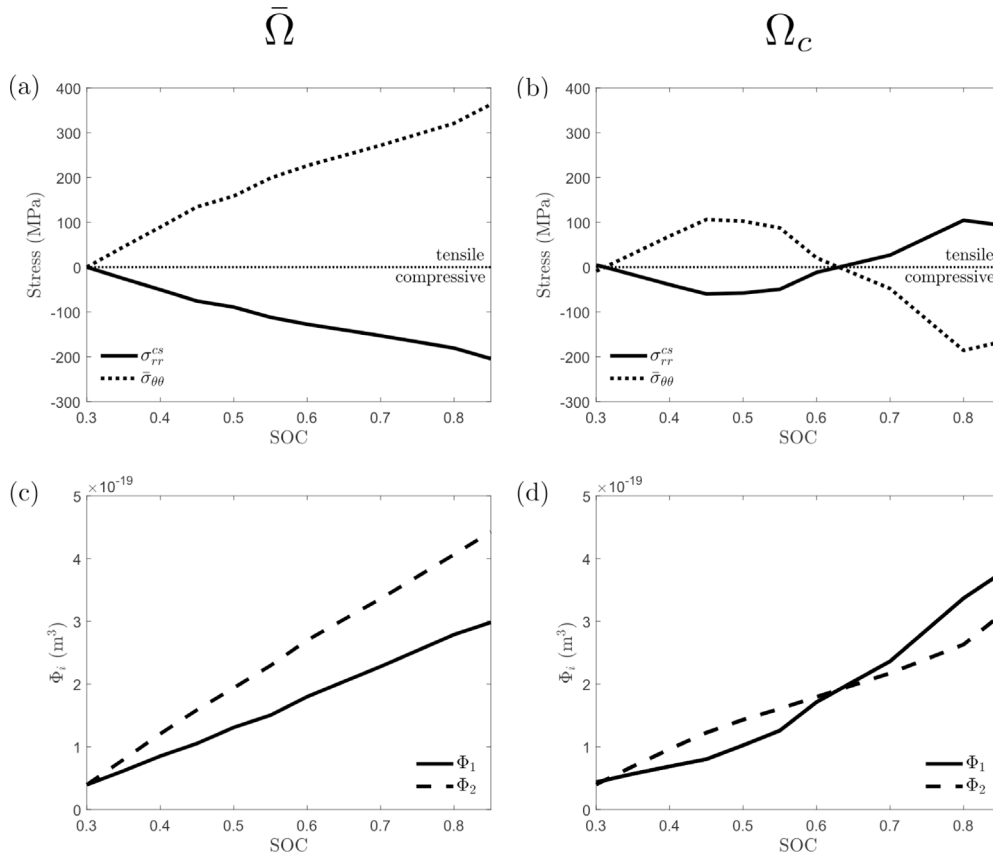 Ω̄ Ω_c
(a) (b)
400 400
300 300
200 200
100 100
0 0
-100 -100
-200 -200
-300 -300
Stress (MPa) Stress (MPa)
tensile tensile
compressive compressive
σ_rr^cs σ_rr^cs
σ̄_θθ σ̄_θθ
0.3 0.4 0.5 0.6 0.7 0.8 0.3 0.4 0.5 0.6 0.7 0.8
SOC SOC
(c) (d)
×10^-19 ×10^-19
5 5
4 4
3 3
2 2
1 1
0 0
Φ_i (m³) Φ_i (m³)
Φ_1 Φ_1
Φ_2 Φ_2
0.3 0.4 0.5 0.6 0.7 0.8 0.3 0.4 0.5 0.6 0.7 0.8
SOC SOC